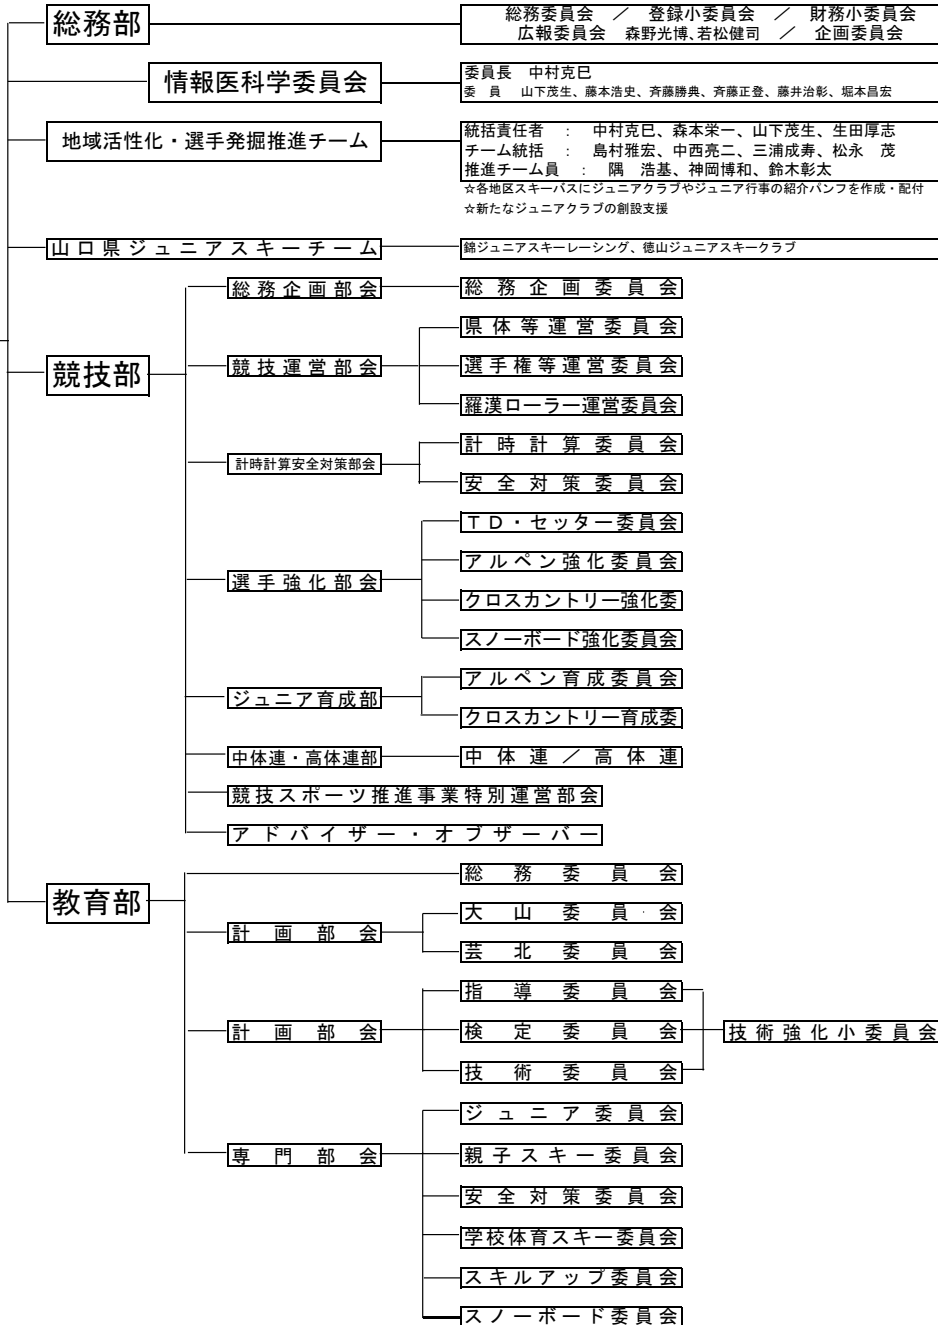 総務部
総務委員会　／　登録小委員会　／　財務小委員会
広報委員会　森野光博、若松健司　／　企画委員会
情報医科学委員会
委員長　中村克巳
委　員　山下茂生、藤本浩史、斉藤勝典、斉藤正登、藤井治彰、堀本昌宏
地域活性化・選手発掘推進チーム
統括責任者　：　中村克巳、森本栄一、山下茂生、生田厚志
チーム統括　：　島村雅宏、中西亮二、三浦成寿、松永　茂
推進チーム員　：　隅　浩基、神岡博和、鈴木彰太
☆各地区スキーバスにジュニアクラブやジュニア行事の紹介パンフを作成・配付
☆新たなジュニアクラブの創設支援
山口県ジュニアスキーチーム
錦ジュニアスキーレーシング、徳山ジュニアスキークラブ
競技部
総務企画部会
総務企画委員会
競技運営部会
県体等運営委員会
選手権等運営委員会
羅漢ローラー運営委員会
計時計算安全対策部会
計時計算委員会
安全対策委員会
選手強化部会
ＴＤ・セッター委員会
アルペン強化委員会
クロスカントリー強化委
スノーボード強化委員会
ジュニア育成部
アルペン育成委員会
クロスカントリー育成委
中体連・高体連部
中体連／高体連
競技スポーツ推進事業特別運営部会
アドバイザー・オブザーバー
教育部
総務委員会
計画部会
大山委員会
芸北委員会
計画部会
指導委員会
検定委員会
技術委員会
技術強化小委員会
専門部会
ジュニア委員会
親子スキー委員会
安全対策委員会
学校体育スキー委員会
スキルアップ委員会
スノーボード委員会